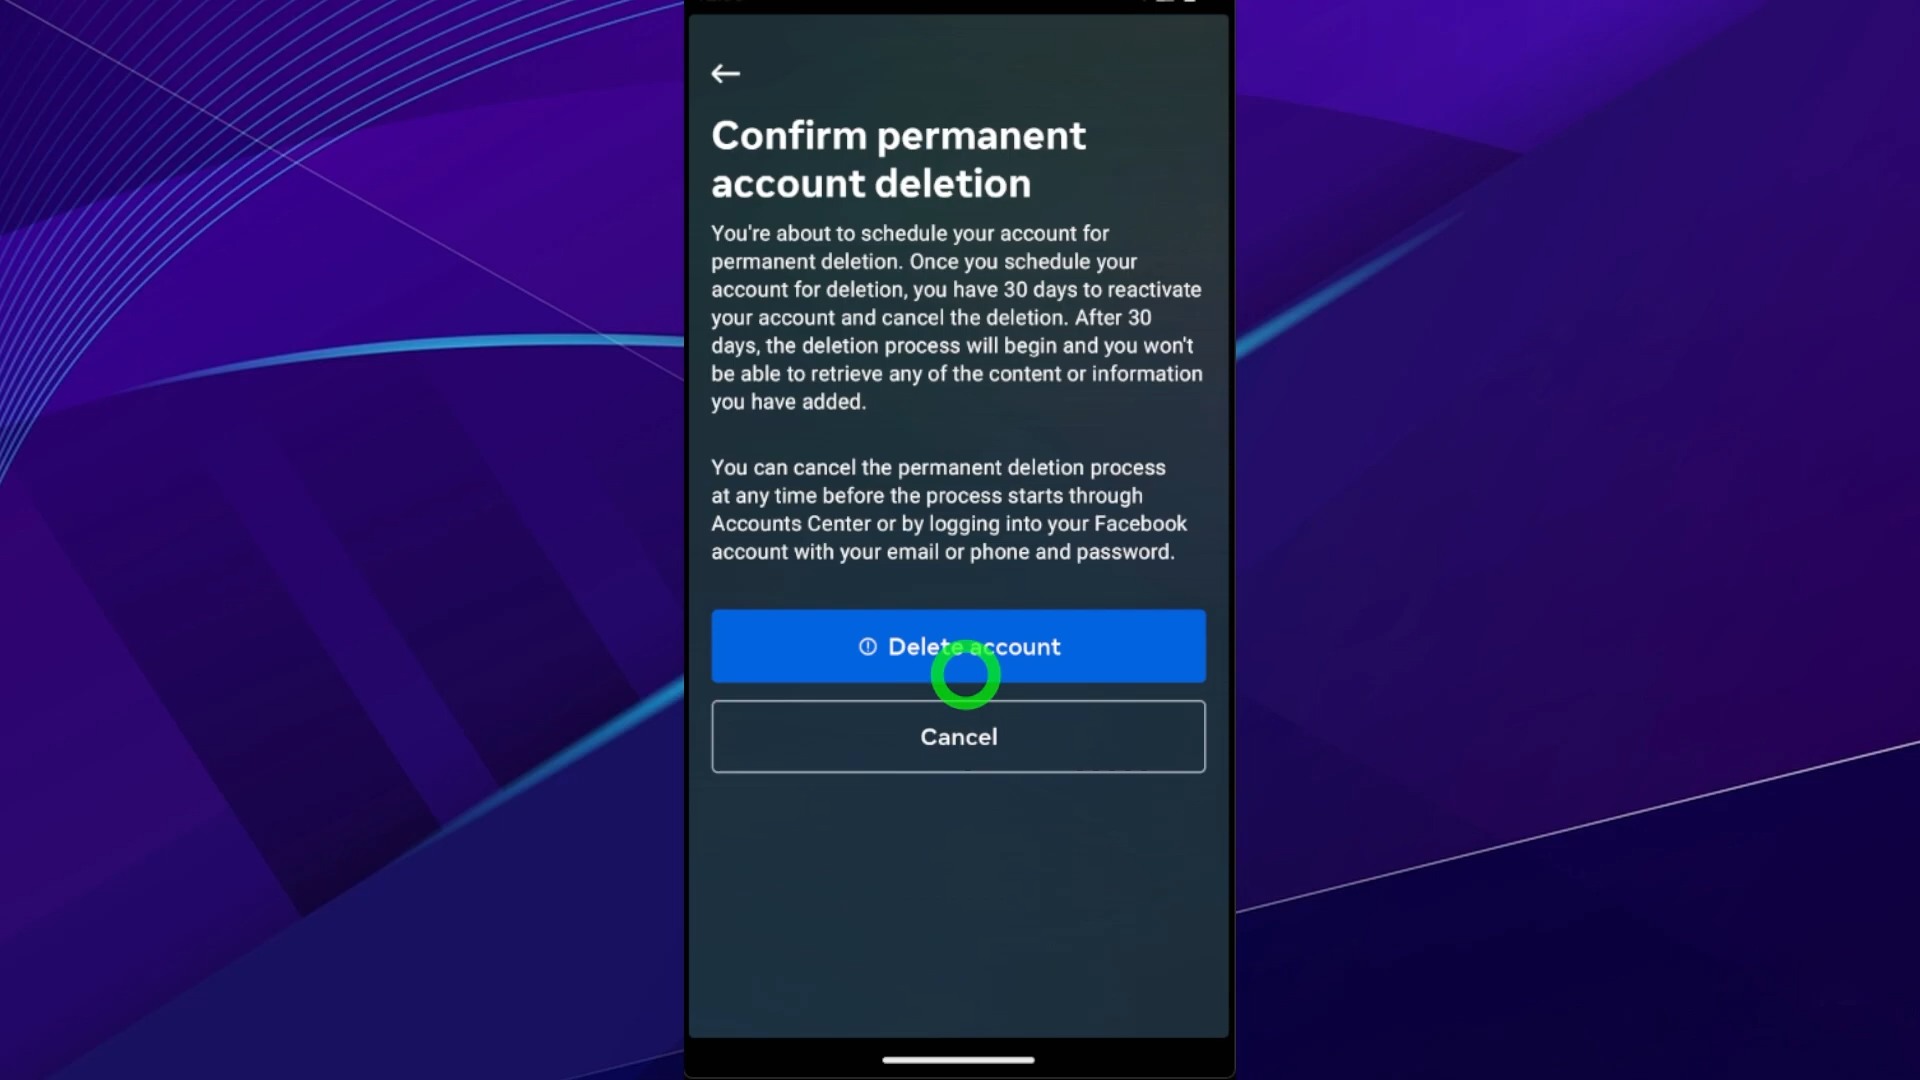 Confirm permanent
account deletion
You're about to schedule your account for
permanent deletion. Once you schedule your
account for deletion, you have 30 days to reactivate
your account and cancel the deletion. After 30
days, the deletion process will begin and you won't
be able to retrieve any of the content or information
you have added.
You can cancel the permanent deletion process
at any time before the process starts through
Accounts Center or by logging into your Facebook
account with your email or phone and password.
Delete account
Cancel